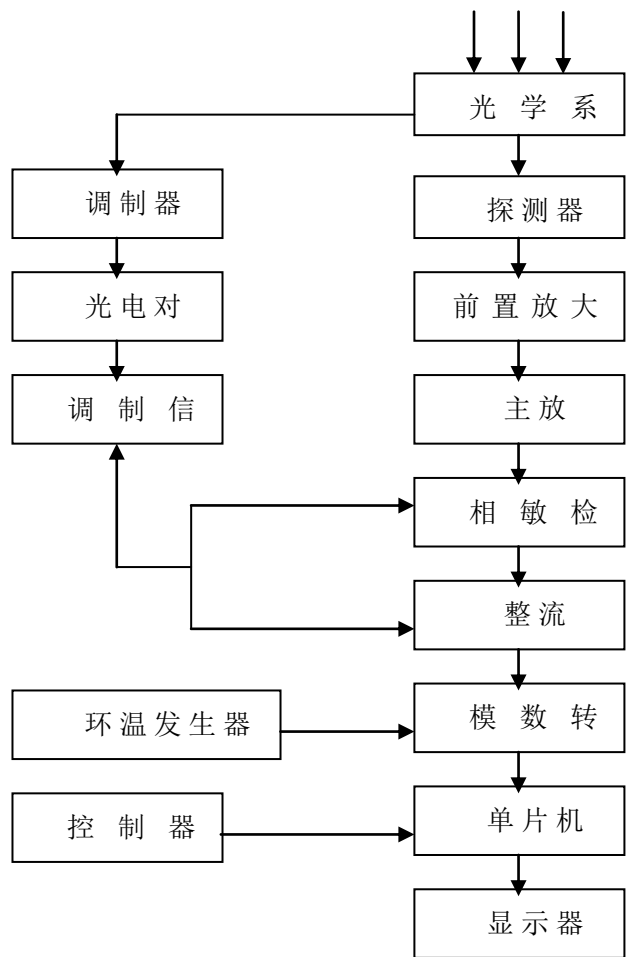 光学系
调制器
探测器
光电对
前置放大
调制信
主放
相敏检
整流
环温发生器
模数转
控制器
单片机
显示器